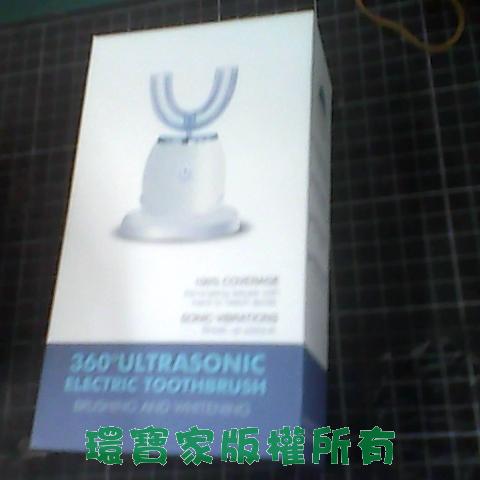 100% COVERAGE
SONIC VIBRATIONS
360°ULTRASONIC
ELECTRIC TOOTHBRUSH
BRUSHING AND WHITENING
環寶家版權所有